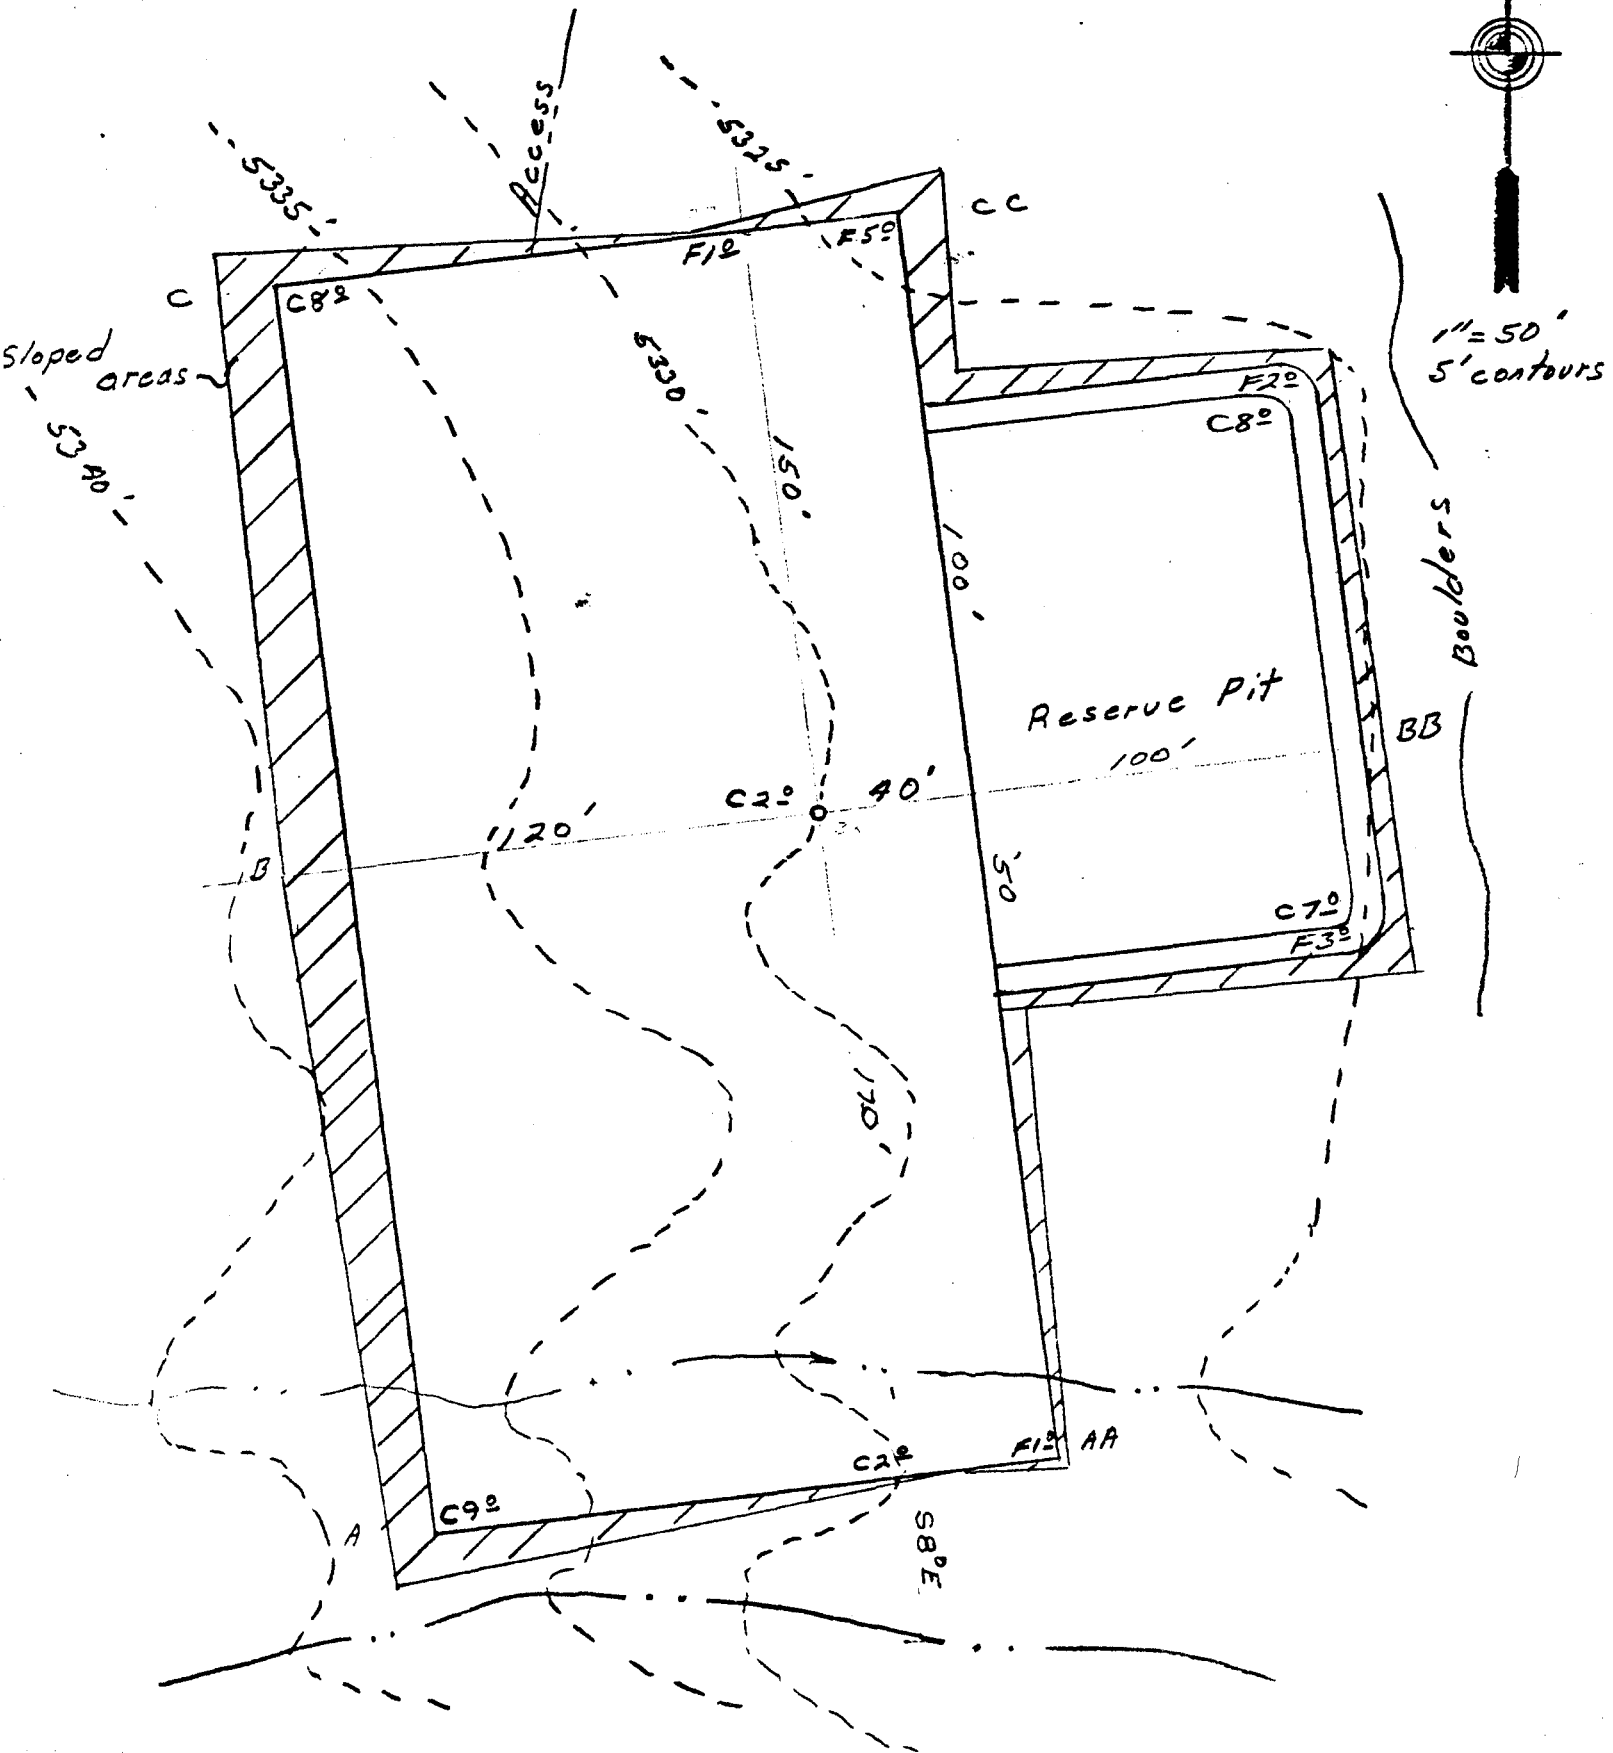 Access
5325'
5335'
CC
F5º
F1º
C
C8º
1"=50'
5'contours
Sloped
areas
5330'
F2º
C8º
5340'
150'
100'
Boulders
Reserve Pit
BB
100'
C2º
40'
120'
B
50'
C7º
F3º
170'
F1º
AA
C2º
C9º
A
S8ºE